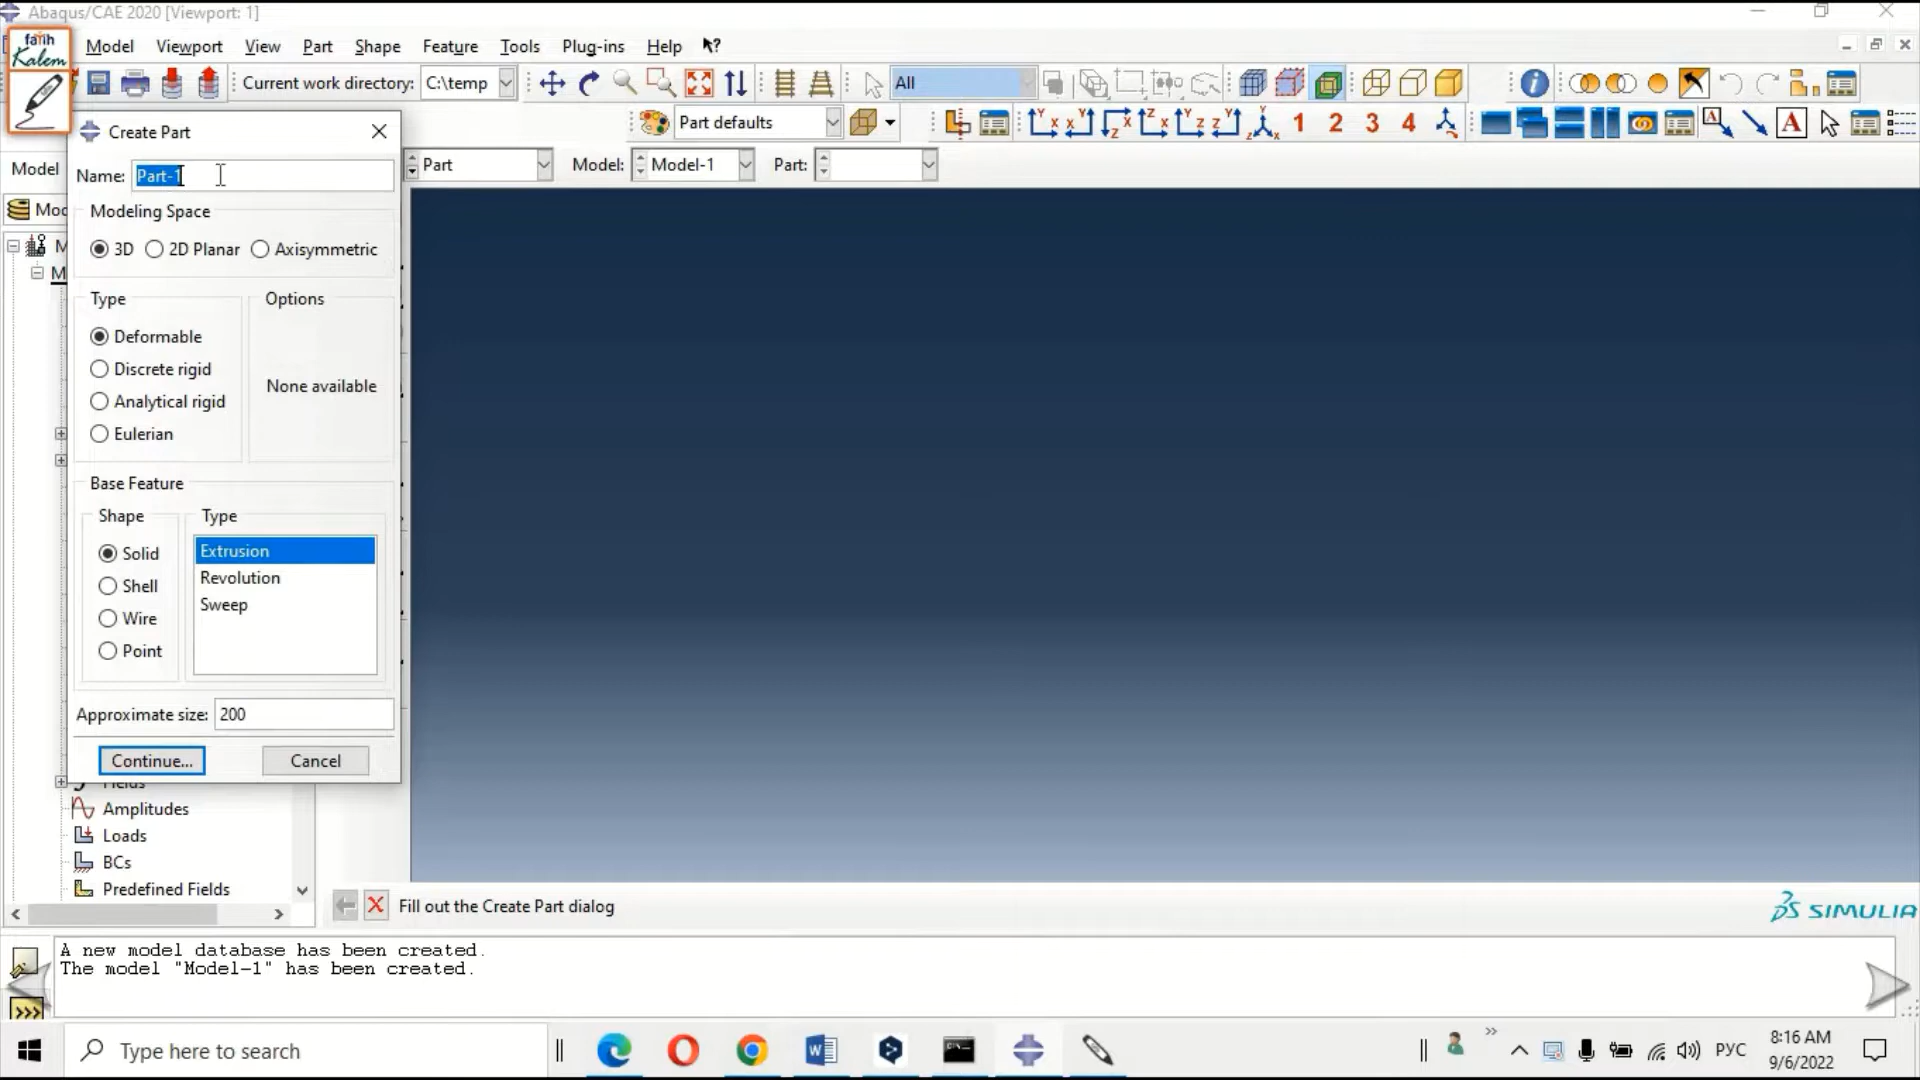 Abaqus/CAE 2020 [Viewport: 1]
fatih
Kalem
Model Viewport View Part Shape Feature Tools Plug-ins Help
Current work directory: C:\temp All
Part defaults 1 2 3 4 A
Create Part
Model Part Model: Model-1 Part:
Name: Part-1
Modeling Space
3D 2D Planar Axisymmetric
Type Options
Deformable
Discrete rigid
None available
Analytical rigid
Eulerian
Base Feature
Shape Type
Solid Extrusion
Shell Revolution
Wire Sweep
Point
Approximate size: 200
Continue... Cancel
Fields
Amplitudes
Loads
BCs
Predefined Fields
Fill out the Create Part dialog
SIMULIA
A new model database has been created.
The model "Model-1" has been created.
>>>
Type here to search
РУС
8:16 AM
9/6/2022